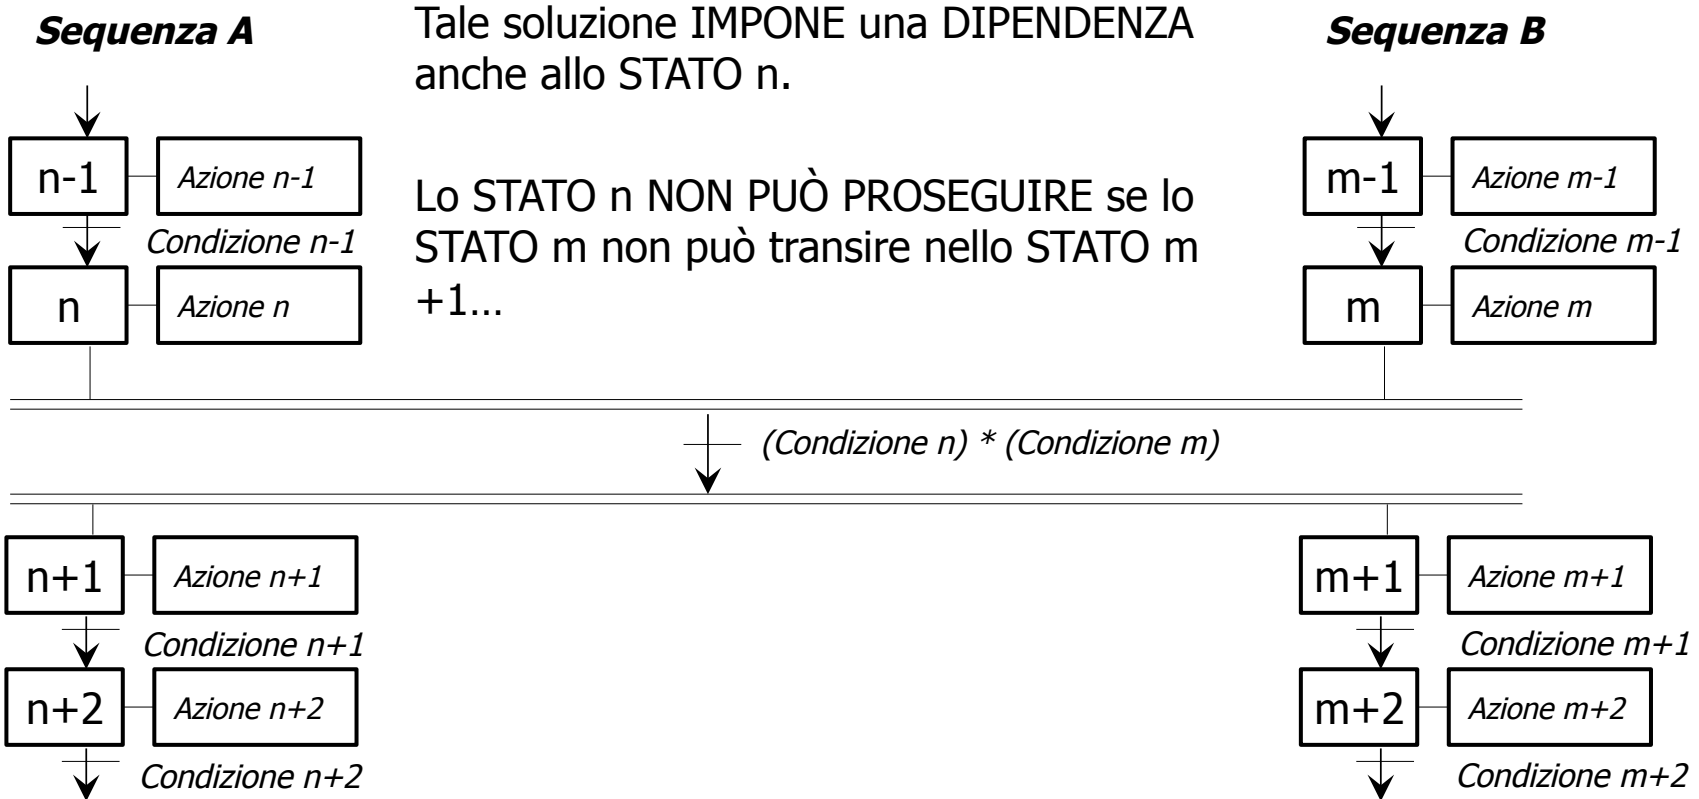 Sequenza A
Tale soluzione IMPONE una DIPENDENZA
anche allo STATO n.
Sequenza B
n-1
Azione n-1
Lo STATO n NON PUÒ PROSEGUIRE se lo
STATO m non può transire nello STATO m
+1…
m-1
Azione m-1
Condizione n-1
Condizione m-1
n
Azione n
m
Azione m
(Condizione n) * (Condizione m)
n+1
Azione n+1
m+1
Azione m+1
Condizione n+1
Condizione m+1
n+2
Azione n+2
m+2
Azione m+2
Condizione n+2
Condizione m+2